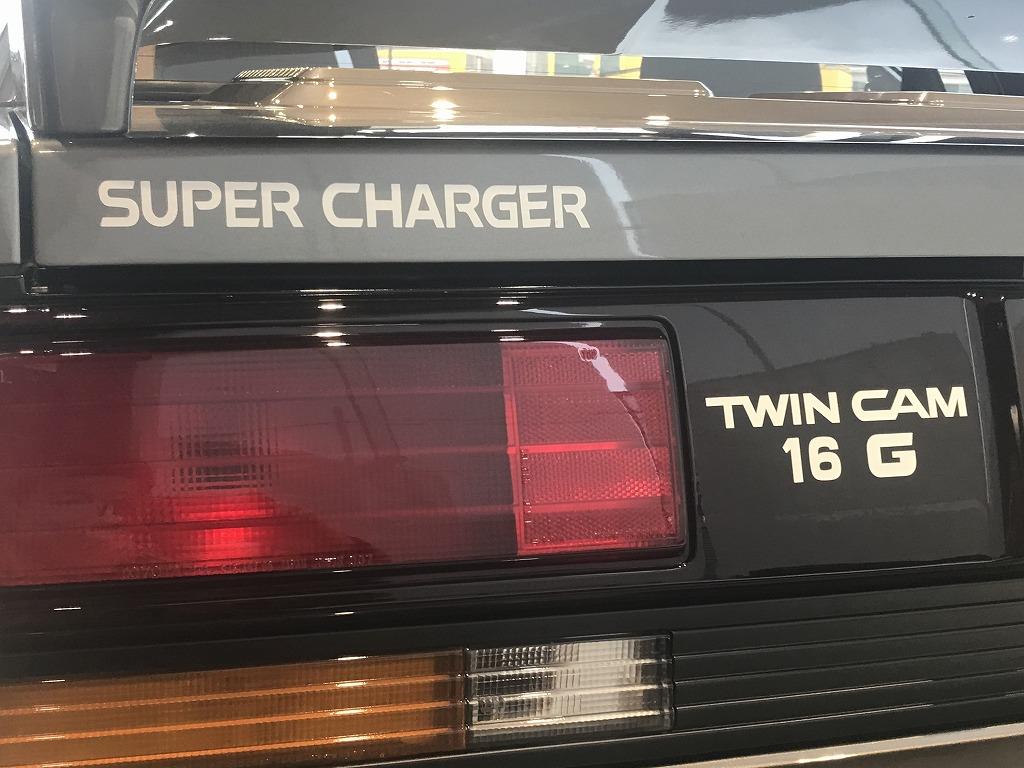 SUPER CHARGER
TWIN CAM
16 G